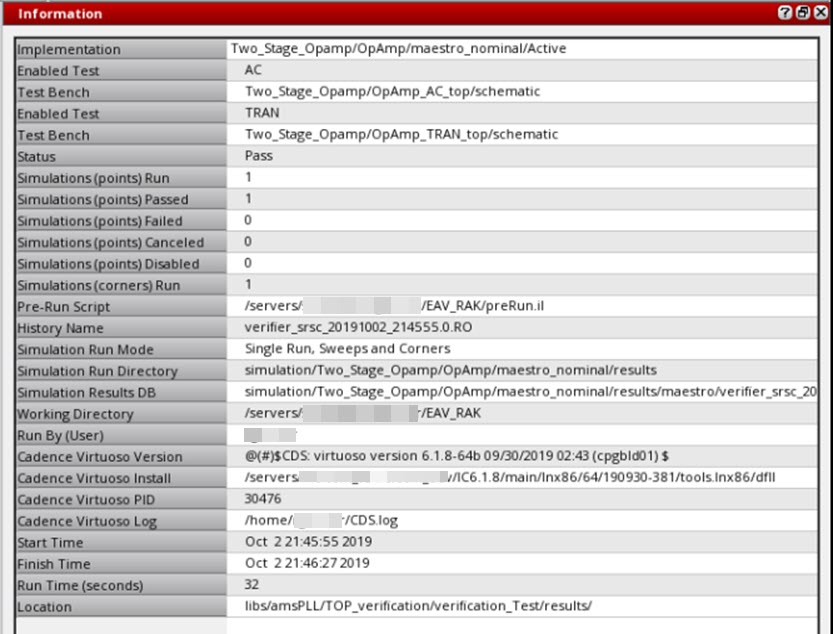 Information
Implementation Two_Stage_Opamp/OpAmp/maestro_nominal/Active
Enabled Test AC
Test Bench Two_Stage_Opamp/OpAmp_AC_top/schematic
Enabled Test TRAN
Test Bench Two_Stage_Opamp/OpAmp_TRAN_top/schematic
Status Pass
Simulations (points) Run 1
Simulations (points) Passed 1
Simulations (points) Failed 0
Simulations (points) Canceled 0
Simulations (points) Disabled 0
Simulations (corners) Run 1
Pre-Run Script /servers/ /EAV_RAK/preRun.il
History Name verifier_srsc_20191002_214555.0.RO
Simulation Run Mode Single Run, Sweeps and Corners
Simulation Run Directory simulation/Two_Stage_Opamp/OpAmp/maestro_nominal/results
Simulation Results DB simulation/Two_Stage_Opamp/OpAmp/maestro_nominal/results/maestro/verifier_srsc_20
Working Directory /servers/ /EAV_RAK
Run By (User)
Cadence Virtuoso Version @(#)$CDS: virtuoso version 6.1.8-64b 09/30/2019 02:43 (cpgbld01) $
Cadence Virtuoso Install /servers /IC6.1.8/main/lnx86/64/190930-381/tools.lnx86/dfII
Cadence Virtuoso PID 30476
Cadence Virtuoso Log /home/ /CDS.log
Start Time Oct 2 21:45:55 2019
Finish Time Oct 2 21:46:27 2019
Run Time (seconds) 32
Location libs/amsPLL/TOP_verification/verification_Test/results/